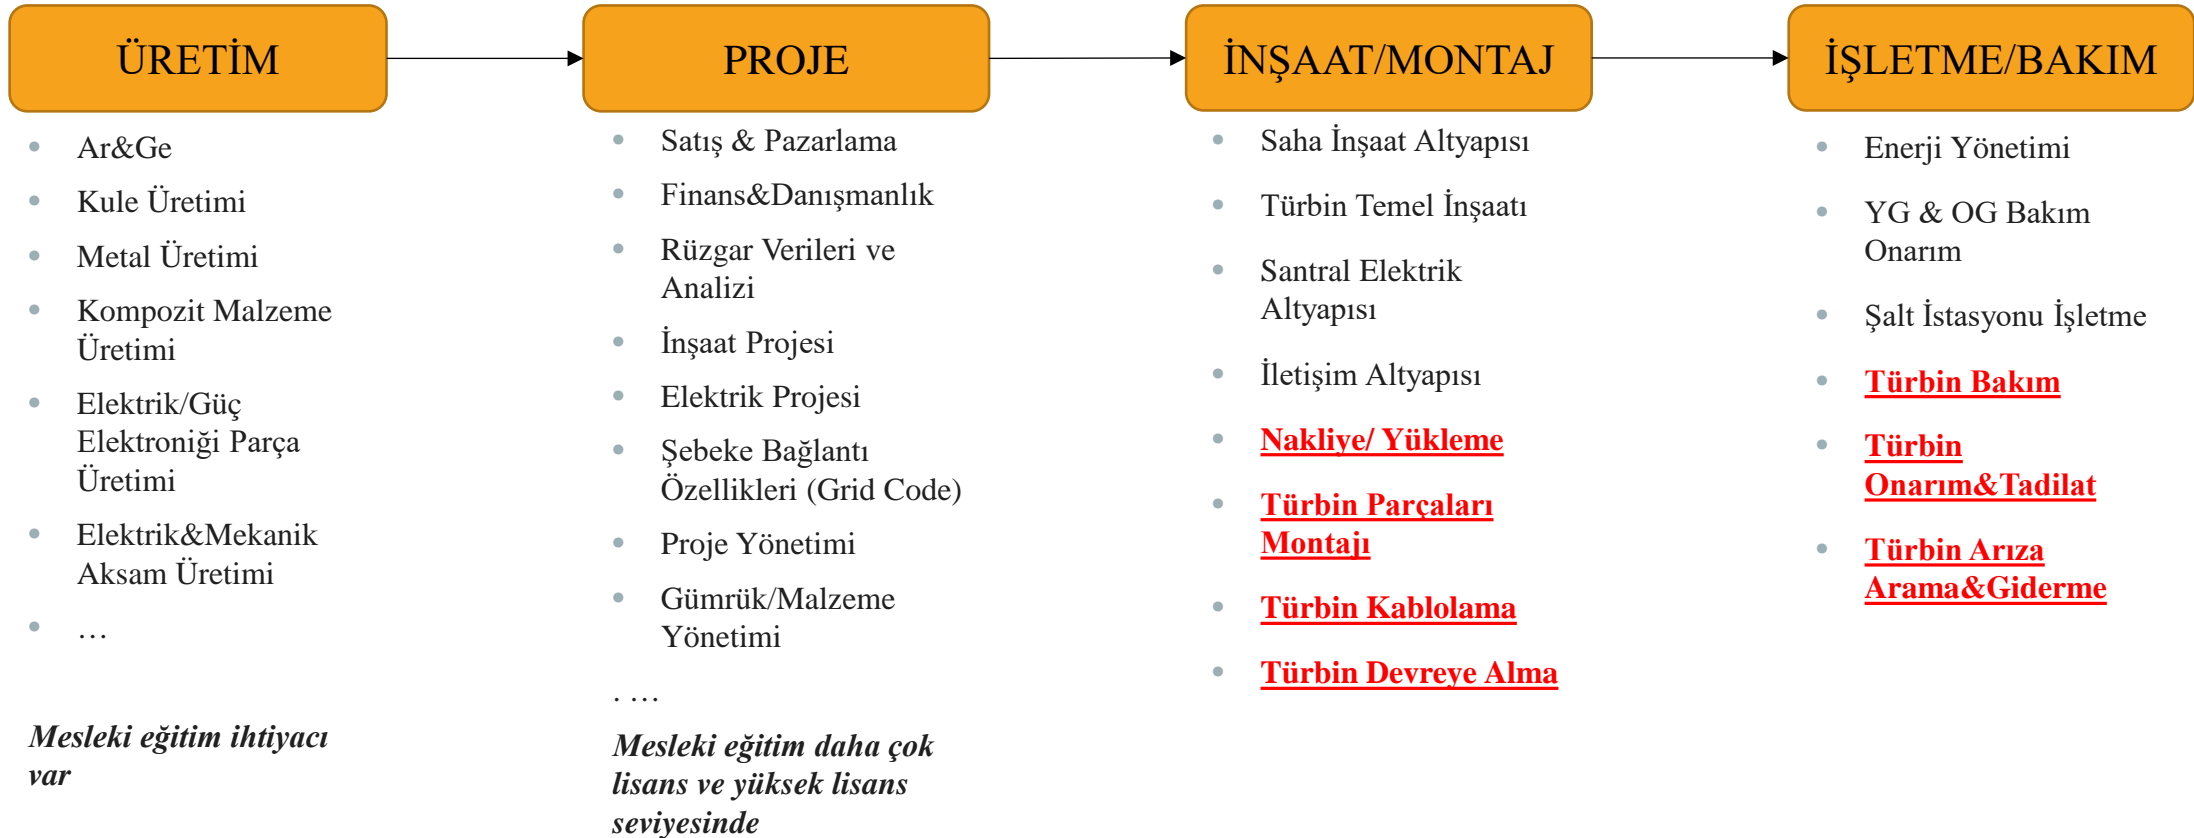 ÜRETİM
Ar&Ge
Kule Üretimi
Metal Üretimi
Kompozit Malzeme
Üretimi
Elektrik/Güç
Elektroniği Parça
Üretimi
Elektrik&Mekanik
Aksam Üretimi
…
Mesleki eğitim ihtiyacı
var
PROJE
Satış & Pazarlama
Finans&Danışmanlık
Rüzgar Verileri ve
Analizi
İnşaat Projesi
Elektrik Projesi
Şebeke Bağlantı
Özellikleri (Grid Code)
Proje Yönetimi
Gümrük/Malzeme
Yönetimi
. …
Mesleki eğitim daha çok
lisans ve yüksek lisans
seviyesinde
İNŞAAT/MONTAJ
Saha İnşaat Altyapısı
Türbin Temel İnşaatı
Santral Elektrik
Altyapısı
İletişim Altyapısı
Nakliye/ Yükleme
Türbin Parçaları
Montajı
Türbin Kablolama
Türbin Devreye Alma
İŞLETME/BAKIM
Enerji Yönetimi
YG & OG Bakım
Onarım
Şalt İstasyonu İşletme
Türbin Bakım
Türbin
Onarım&Tadilat
Türbin Arıza
Arama&Giderme